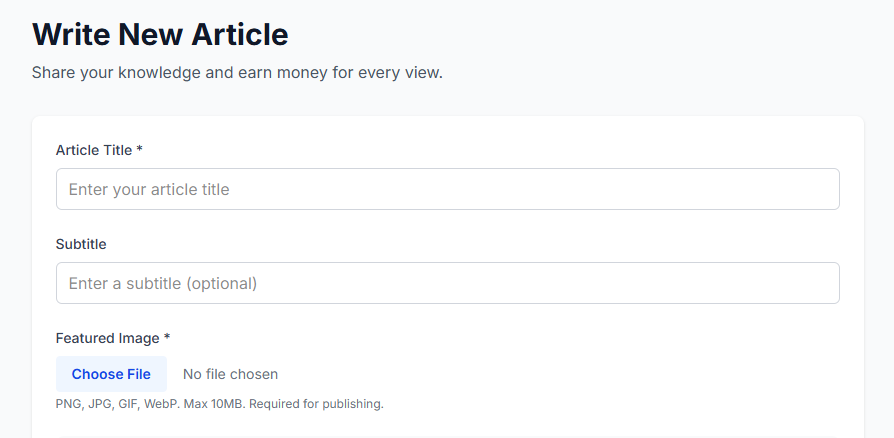 Write New Article
Share your knowledge and earn money for every view.
Article Title *
Enter your article title
Subtitle
Enter a subtitle (optional)
Featured Image *
Choose File No file chosen
PNG, JPG, GIF, WebP. Max 10MB. Required for publishing.